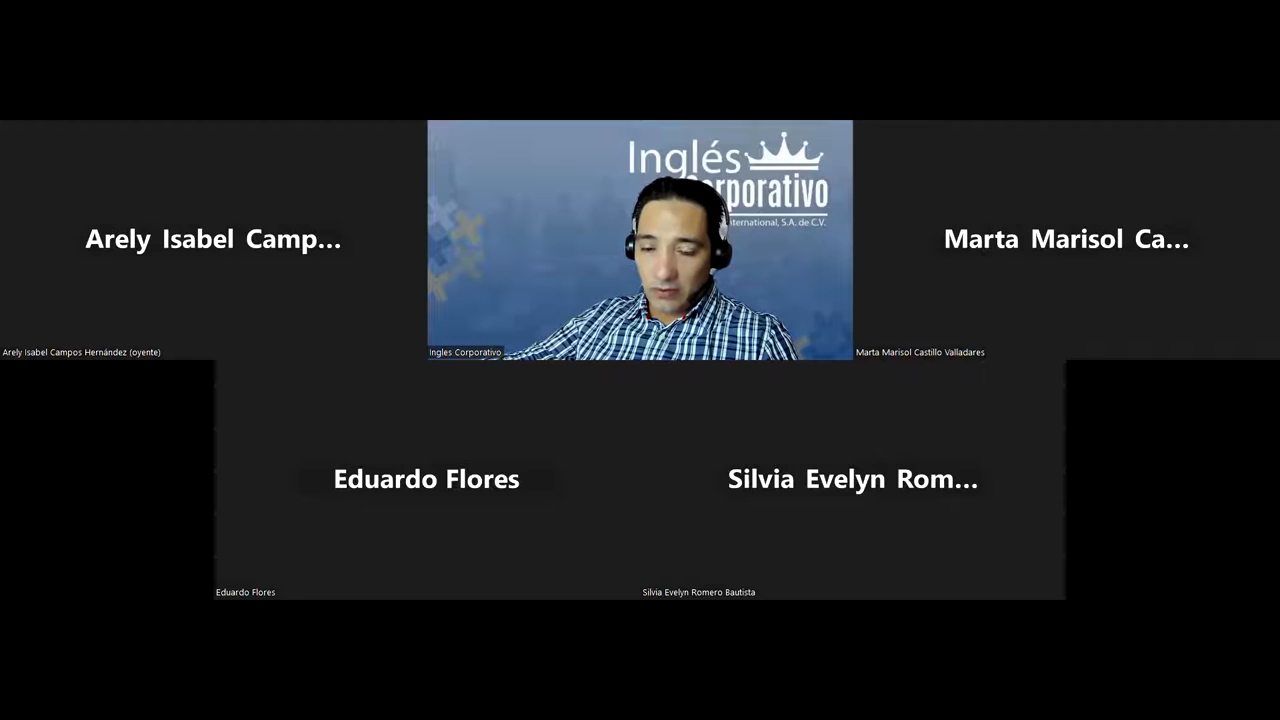 Arely Isabel Camp...
Inglés
rporativo
nternational, S.A. de C.V.
Marta Marisol Ca...
Arely Isabel Campos Hernández (oyente)
Ingles Corporativo
Marta Marisol Castillo Valladares
Eduardo Flores
Silvia Evelyn Rom...
Eduardo Flores
Silvia Evelyn Romero Bautista